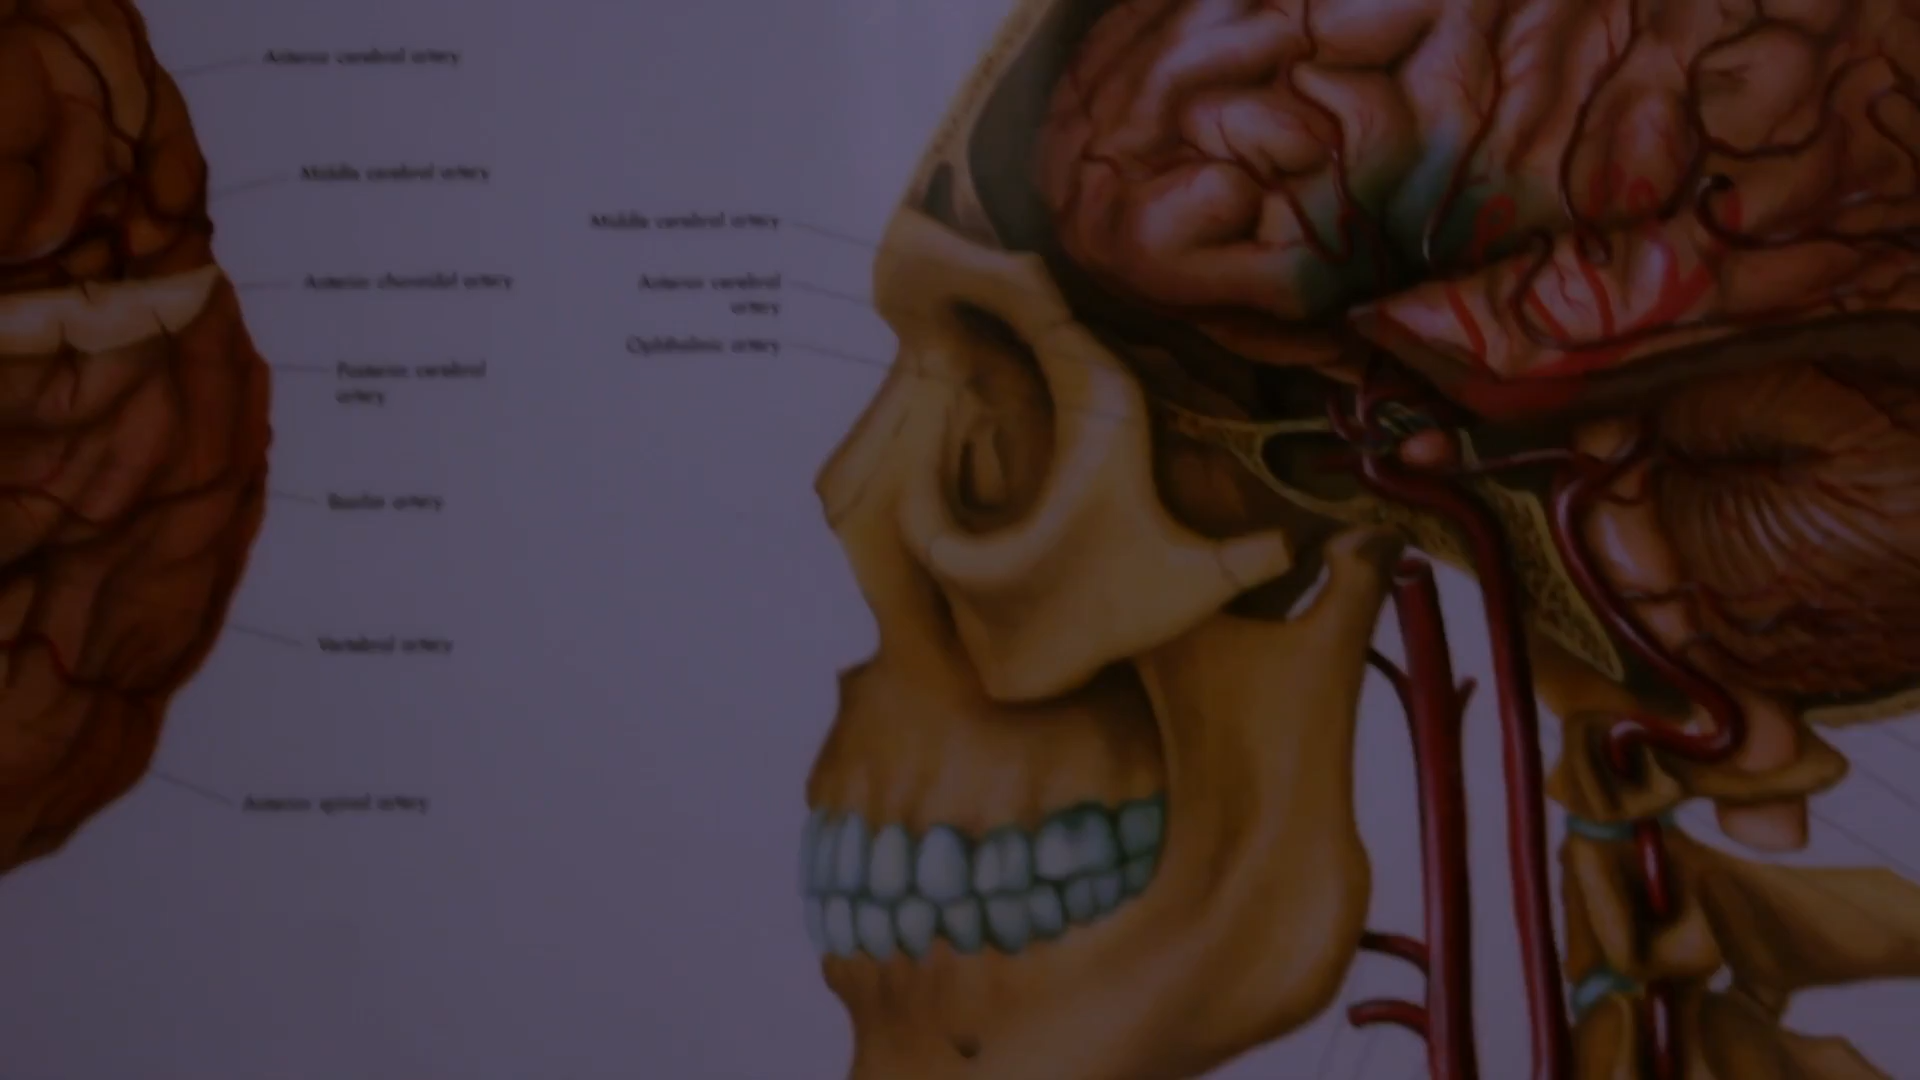 Anterior cerebral artery
Middle cerebral artery
Anterior choroidal artery
Posterior cerebral
artery
Basilar artery
Vertebral artery
Anterior spinal artery
Middle cerebral artery
Anterior cerebral
artery
Ophthalmic artery